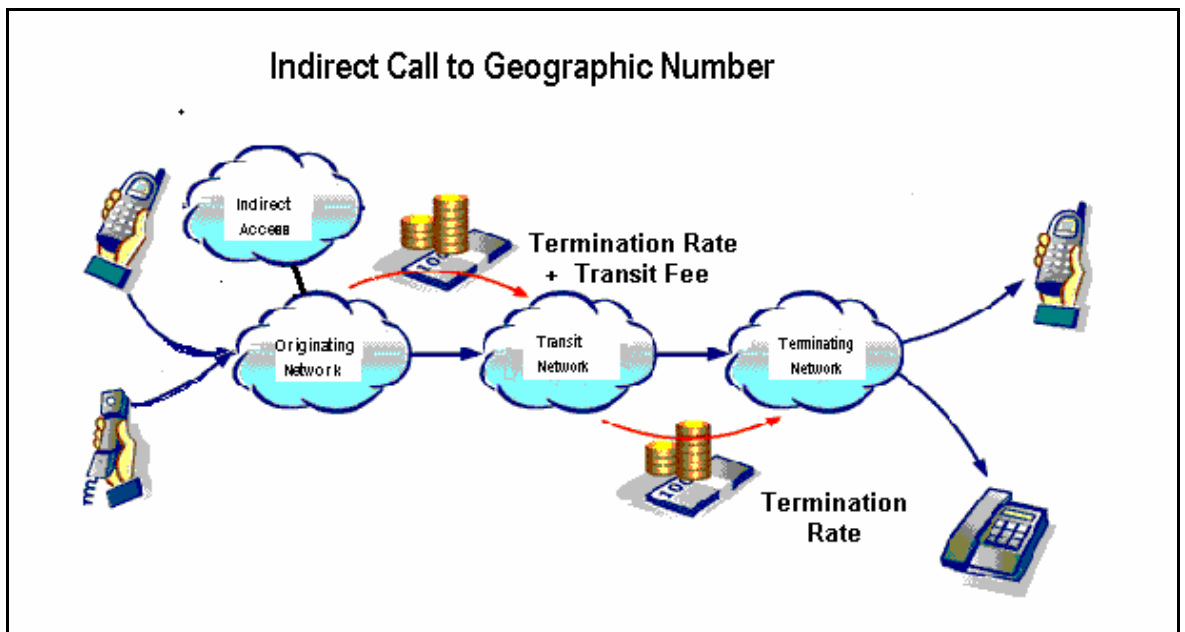 Indirect Call to Geographic Number
Indirect
Access
Termination Rate
+ Transit Fee
Originating
Network
Transit
Network
Terminating
Network
Termination
Rate